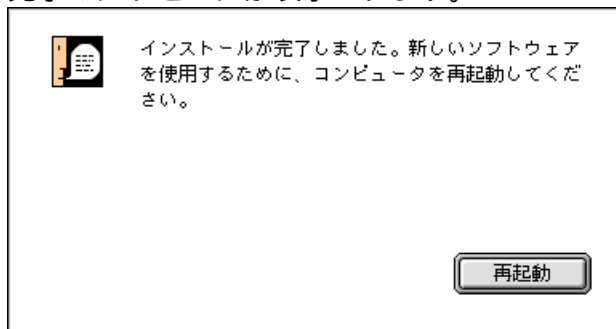 インストールが完了しました。新しいソフトウェア
を使用するために、コンピュータを再起動してくだ
さい。
再起動